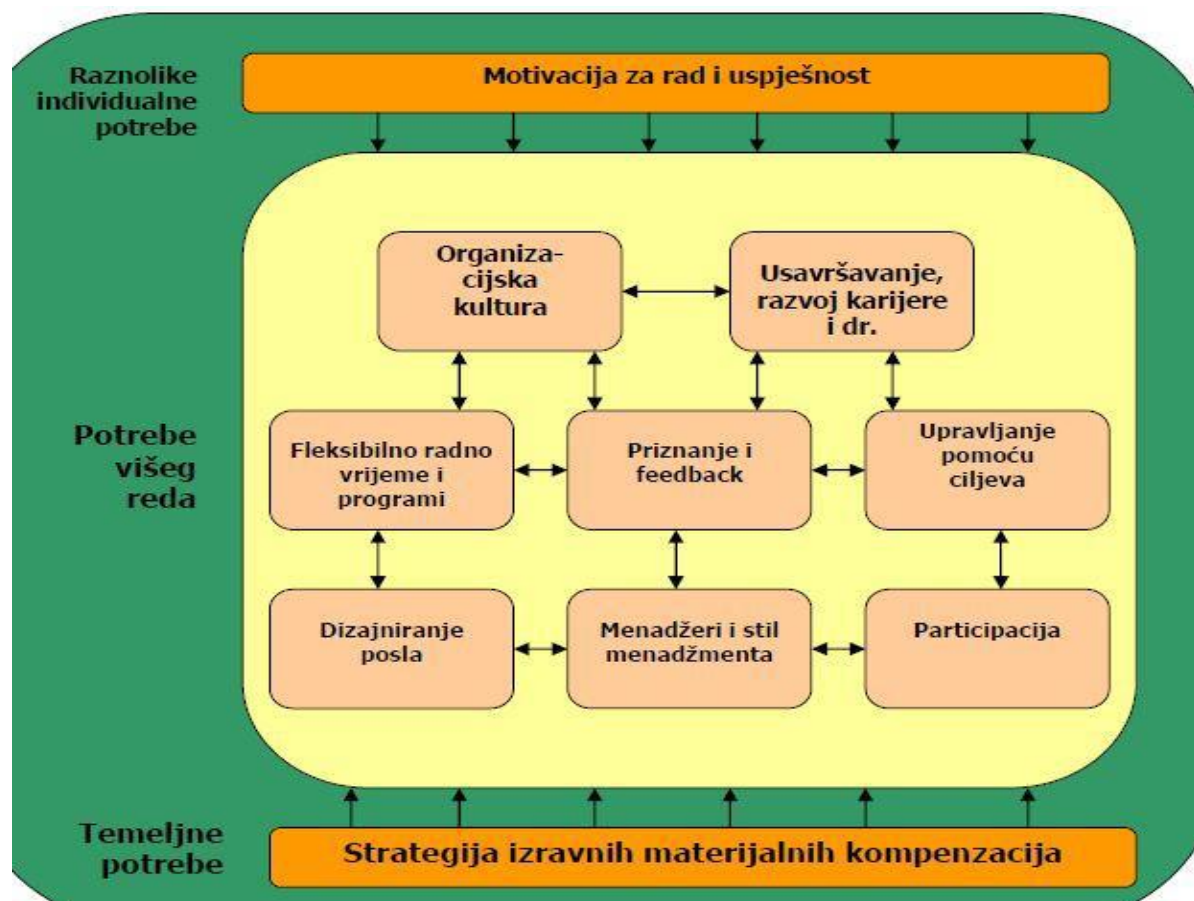 Raznolike
individualne
potrebe
Motivacija za rad i uspješnost
Organiza-
cijska
kultura
Usavršavanje,
razvoj karijere
i dr.
Potrebe
višeg
reda
Fleksibilno radno
vrijeme i
programi
Priznanje i
feedback
Upravljanje
pomoću
ciljeva
Dizajniranje
posla
Menadžeri i stil
menadžmenta
Participacija
Temeljne
potrebe
Strategija izravnih materijalnih kompenzacija